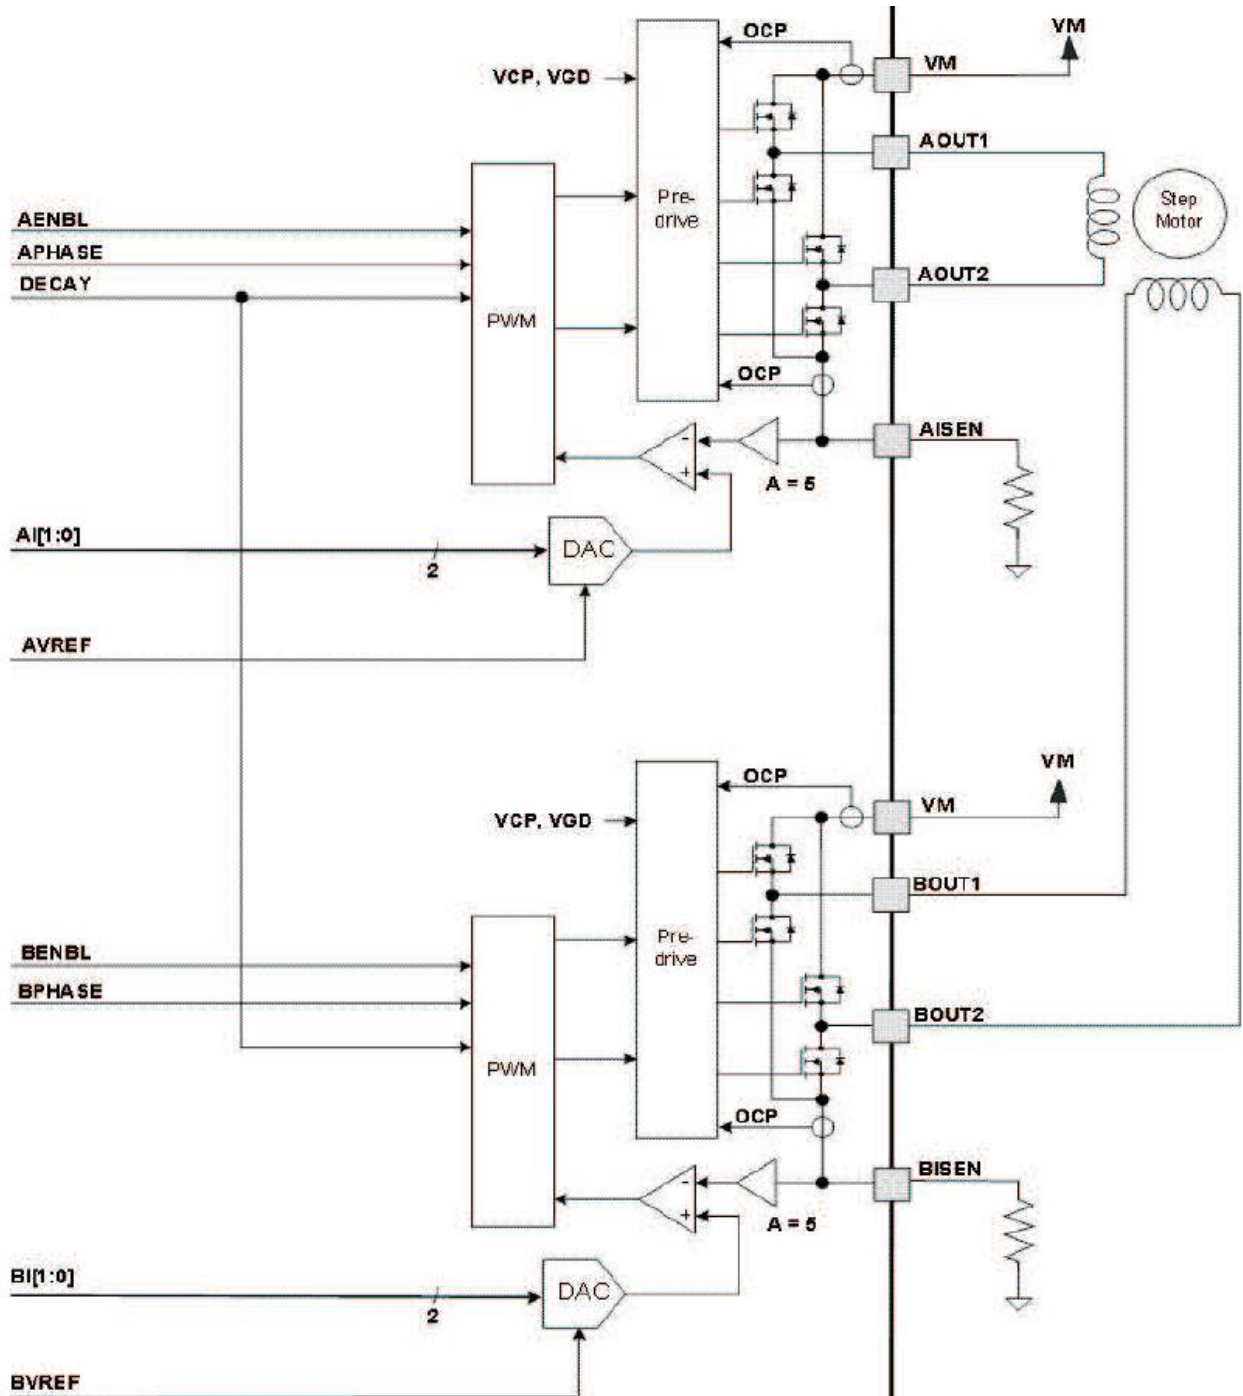 OCP
VM
VCP, VGD
VM
AOUT1
Pre-
drive
Step
Motor
AENBL
APHASE
DECAY
AOUT2
PWM
OCP
AISEN
-
+
A = 5
AI[1:0]
DAC
2
AVREF
OCP
VM
VCP, VGD
VM
BOUT1
Pre-
drive
BENBL
BPHASE
BOUT2
PWM
OCP
BISEN
-
+
A = 5
BI[1:0]
DAC
2
BVREF